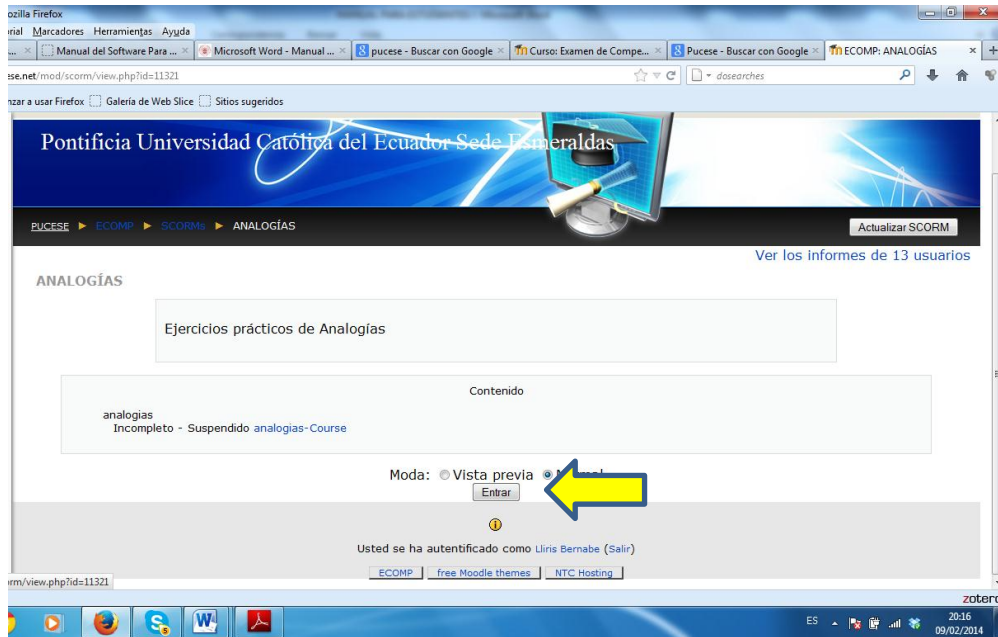 ozilla Firefox
orial Marcadores Herramientas Ayuda
... × Manual del Software Para ... × Microsoft Word - Manual ... × pucese - Buscar con Google × Curso: Examen de Compe... × Pucese - Buscar con Google × ECOMP: ANALOGÍAS × +
ese.net/mod/scorm/view.php?id=11321 dosearches
nzar a usar Firefox Galería de Web Slice Sitios sugeridos
Pontificia Universidad Católica del Ecuador Sede Esmeraldas
PUCESE ► ECOMP ► SCORMs ► ANALOGÍAS Actualizar SCORM
Ver los informes de 13 usuarios
ANALOGÍAS
Ejercicios prácticos de Analogías
Contenido
analogias
Incompleto - Suspendido analogias-Course
Moda: Vista previa
Entrar
Usted se ha autentificado como Lliris Bernabe (Salir)
ECOMP free Moodle themes NTC Hosting
orm/view.php?id=11321
zotero
ES 20:16
09/02/2014